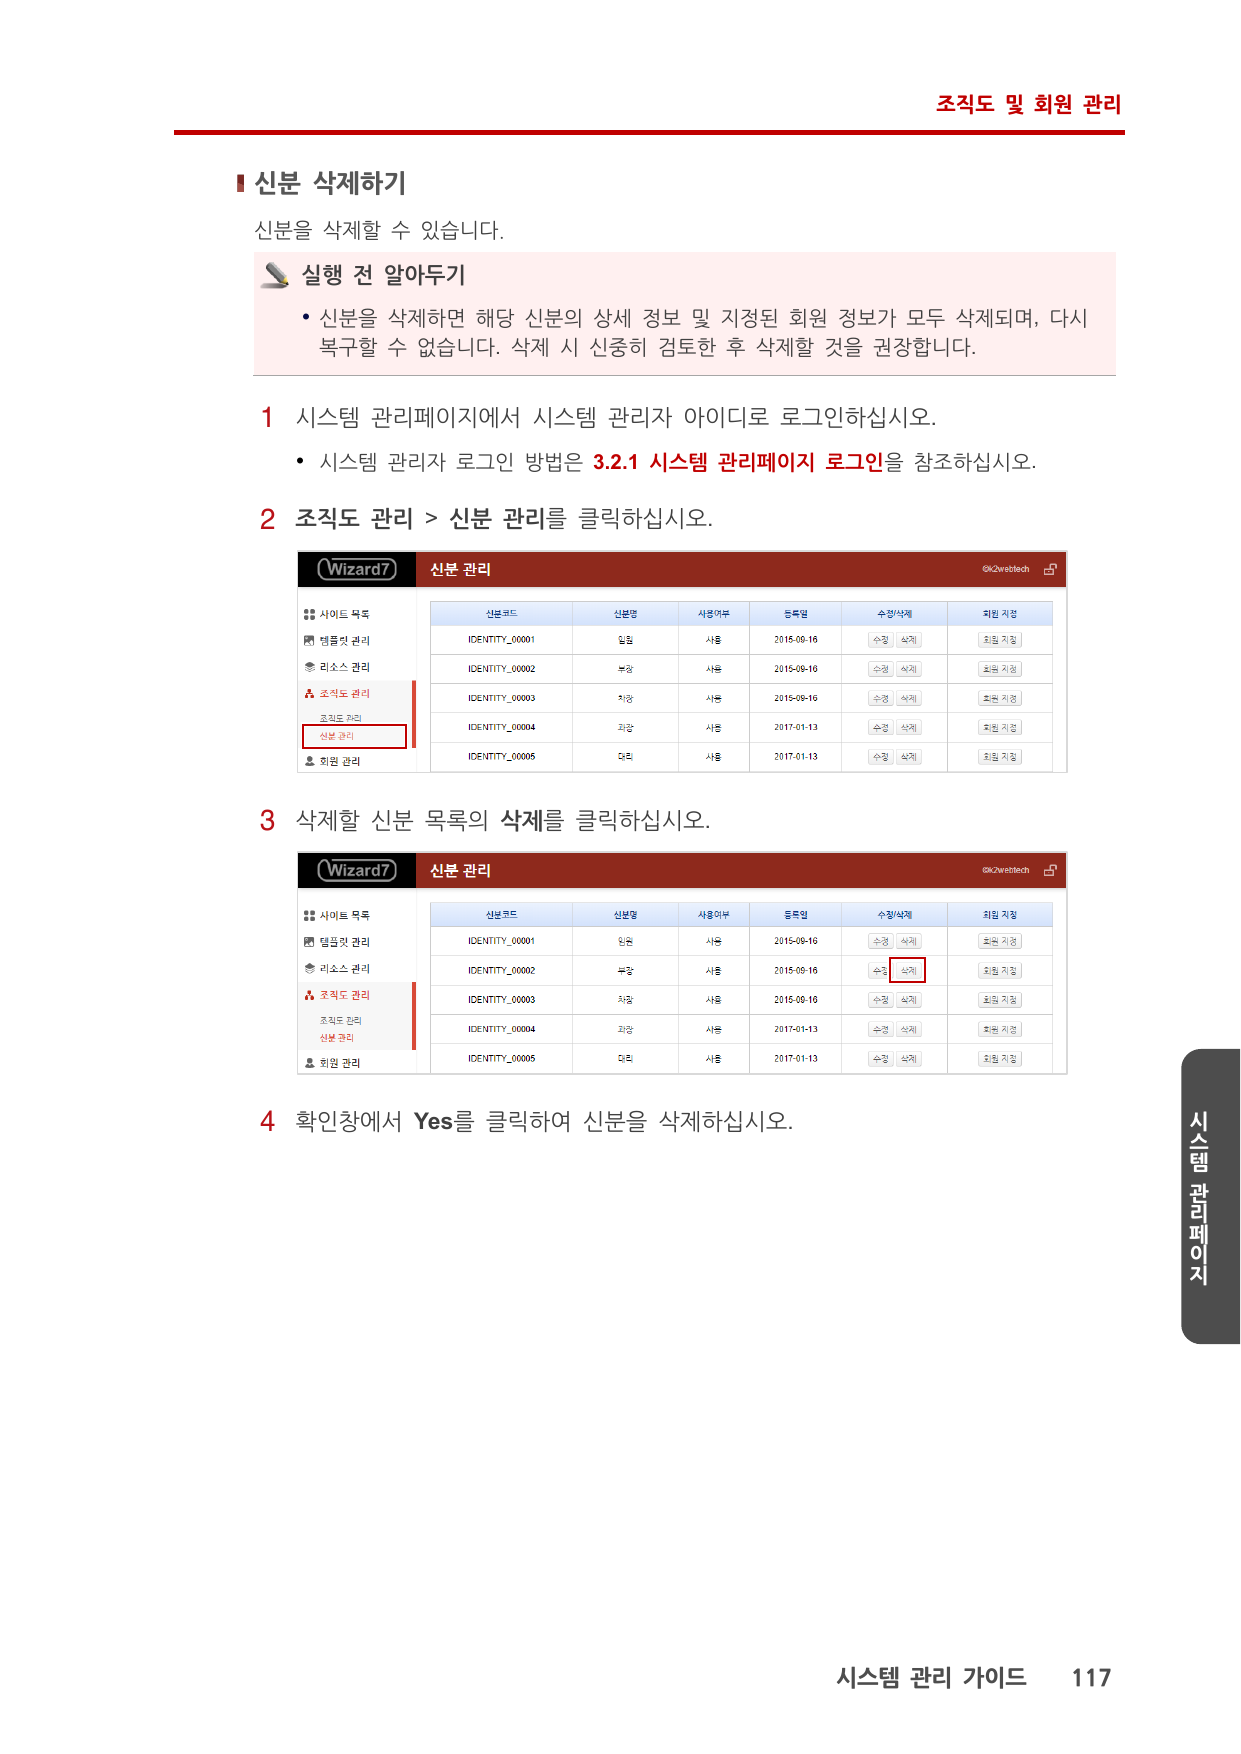 조직도 및 회원 관리
신분 삭제하기
신분을 삭제할 수 있습니다.
실행 전 알아두기
• 신분을 삭제하면 해당 신분의 상세 정보 및 지정된 회원 정보가 모두 삭제되며, 다시
복구할 수 없습니다. 삭제 시 신중히 검토한 후 삭제할 것을 권장합니다.
1 시스템 관리페이지에서 시스템 관리자 아이디로 로그인하십시오.
• 시스템 관리자 로그인 방법은 3.2.1 시스템 관리페이지 로그인을 참조하십시오.
2 조직도 관리 > 신분 관리를 클릭하십시오.
Wizard7 신분 관리 @k2webtech
사이트 목록
템플릿 관리
리소스 관리
조직도 관리
조직도 관리
신분 관리
회원 관리
신분코드 신분명 사용여부 등록일 수정/삭제 회원 지정
IDENTITY_00001 임원 사용 2015-09-16 수정 삭제 회원 지정
IDENTITY_00002 부장 사용 2015-09-16 수정 삭제 회원 지정
IDENTITY_00003 차장 사용 2015-09-16 수정 삭제 회원 지정
IDENTITY_00004 과장 사용 2017-01-13 수정 삭제 회원 지정
IDENTITY_00005 대리 사용 2017-01-13 수정 삭제 회원 지정
3 삭제할 신분 목록의 삭제를 클릭하십시오.
Wizard7 신분 관리 @k2webtech
사이트 목록
템플릿 관리
리소스 관리
조직도 관리
조직도 관리
신분 관리
회원 관리
신분코드 신분명 사용여부 등록일 수정/삭제 회원 지정
IDENTITY_00001 임원 사용 2015-09-16 수정 삭제 회원 지정
IDENTITY_00002 부장 사용 2015-09-16 수정 삭제 회원 지정
IDENTITY_00003 차장 사용 2015-09-16 수정 삭제 회원 지정
IDENTITY_00004 과장 사용 2017-01-13 수정 삭제 회원 지정
IDENTITY_00005 대리 사용 2017-01-13 수정 삭제 회원 지정
4 확인창에서 Yes를 클릭하여 신분을 삭제하십시오.
시스템 관리페이지
시스템 관리 가이드 117